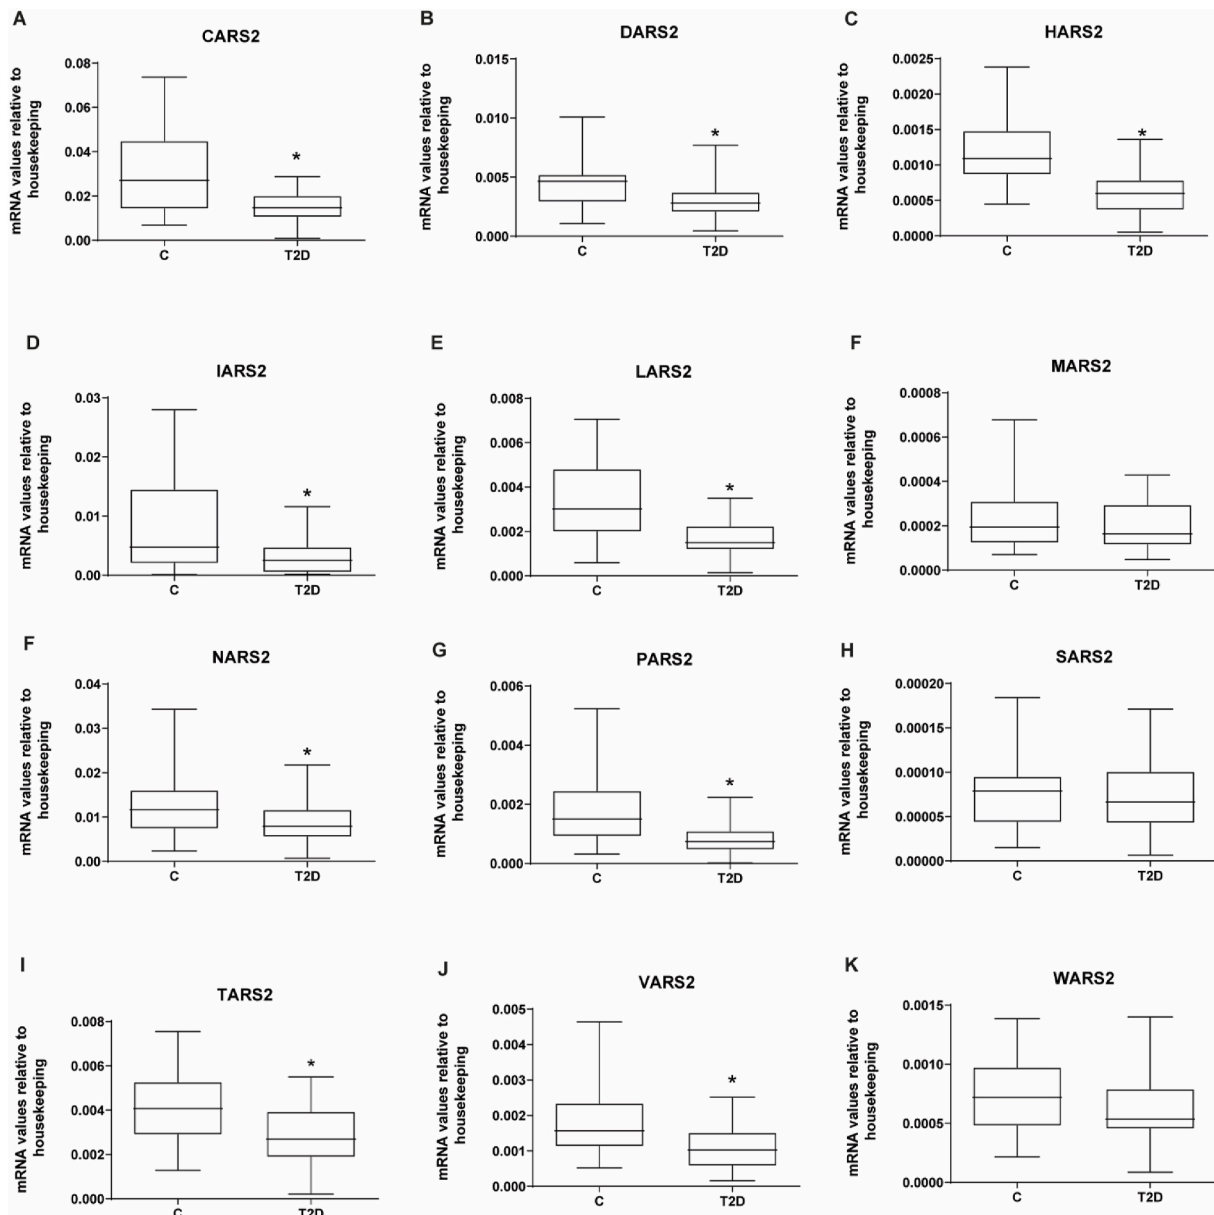 A
CARS2
mRNA values relative to
housekeeping
0.08
0.06
0.04
0.02
0.00
*
C
T2D
B
DARS2
mRNA values relative to
housekeeping
0.015
0.010
0.005
0.000
*
C
T2D
C
HARS2
mRNA values relative to
housekeeping
0.0025
0.0020
0.0015
0.0010
0.0005
0.0000
*
C
T2D
D
IARS2
mRNA values relative to
housekeeping
0.03
0.02
0.01
0.00
*
C
T2D
E
LARS2
mRNA values relative to
housekeeping
0.008
0.006
0.004
0.002
0.000
*
C
T2D
F
MARS2
mRNA values relative to
housekeeping
0.0008
0.0006
0.0004
0.0002
0.0000
C
T2D
F
NARS2
mRNA values relative to
housekeeping
0.04
0.03
0.02
0.01
0.00
*
C
T2D
G
PARS2
mRNA values relative to
housekeeping
0.006
0.004
0.002
0.000
*
C
T2D
H
SARS2
mRNA values relative to
housekeeping
0.00020
0.00015
0.00010
0.00005
0.00000
C
T2D
I
TARS2
mRNA values relative to
housekeeping
0.008
0.006
0.004
0.002
0.000
*
C
T2D
J
VARS2
mRNA values relative to
housekeeping
0.005
0.004
0.003
0.002
0.001
0.000
*
C
T2D
K
WARS2
mRNA values relative to
housekeeping
0.0015
0.0010
0.0005
0.0000
C
T2D